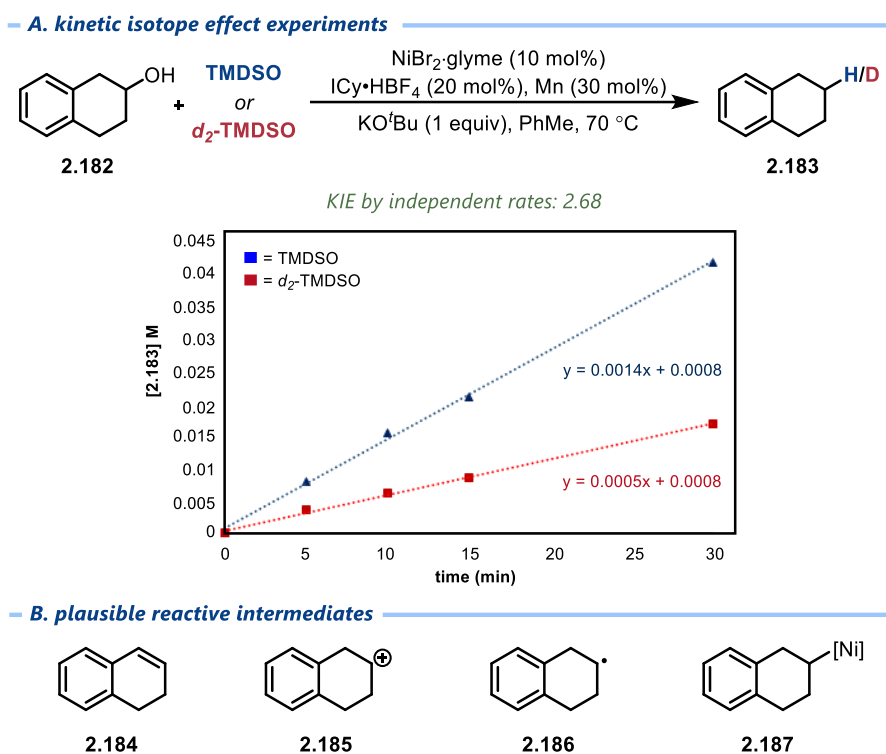 A. kinetic isotope effect experiments
OH
+
TMDSO
or
d2-TMDSO
NiBr2·glyme (10 mol%)
ICy•HBF4 (20 mol%), Mn (30 mol%)
KOtBu (1 equiv), PhMe, 70 °C
H/D
2.182
2.183
KIE by independent rates: 2.68
[2.183] M
0.045
0.04
0.035
0.03
0.025
0.02
0.015
0.01
0.005
0
= TMDSO
= d2-TMDSO
y = 0.0014x + 0.0008
y = 0.0005x + 0.0008
0 5 10 15 20 25 30
time (min)
B. plausible reactive intermediates
+
•
[Ni]
2.184 2.185 2.186 2.187